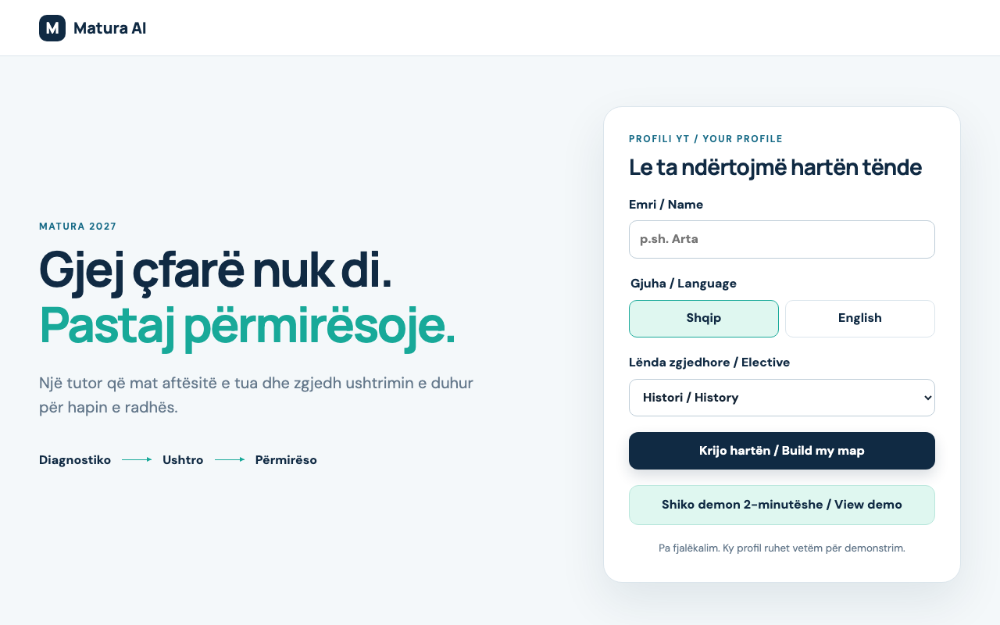 M
Matura AI
MATURA 2027
Gjej çfarë nuk di.
Pastaj përmirësoje.
Një tutor që mat aftësitë e tua dhe zgjedh ushtrimin e duhur
për hapin e radhës.
Diagnostiko Ushtro Përmirëso
PROFILI YT / YOUR PROFILE
Le ta ndërtojmë hartën tënde
Emri / Name
p.sh. Arta
Gjuha / Language
Shqip English
Lënda zgjedhore / Elective
Histori / History
Krijo hartën / Build my map
Shiko demon 2-minutëshe / View demo
Pa fjalëkalim. Ky profil ruhet vetëm për demonstrim.